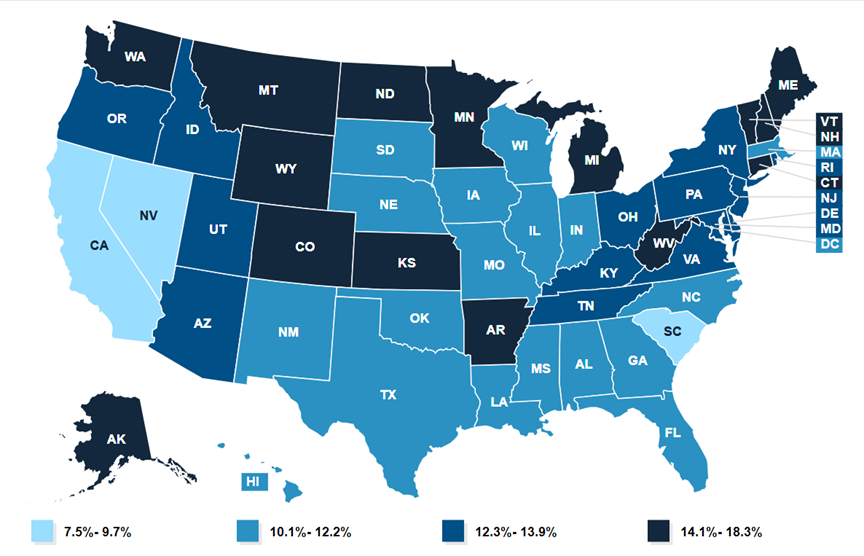 WA
MT
ND
MN
ME
OR
ID
WY
SD
WI
MI
NY
VT
NH
MA
RI
CT
NJ
DE
MD
DC
NV
UT
CO
NE
IA
IL
IN
OH
PA
CA
KS
MO
KY
WV
VA
AZ
NM
OK
AR
TN
NC
SC
TX
LA
MS
AL
GA
FL
AK
HI
7.5%- 9.7%
10.1%- 12.2%
12.3%- 13.9%
14.1%- 18.3%